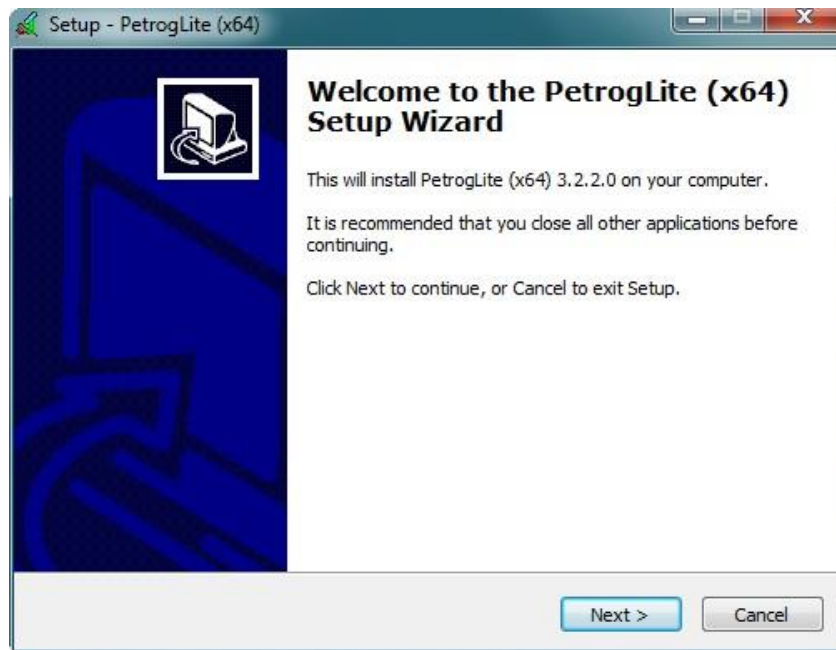 Setup - PetrogLite (x64)
Welcome to the PetrogLite (x64)
Setup Wizard
This will install PetrogLite (x64) 3.2.2.0 on your computer.
It is recommended that you close all other applications before
continuing.
Click Next to continue, or Cancel to exit Setup.
Next >
Cancel